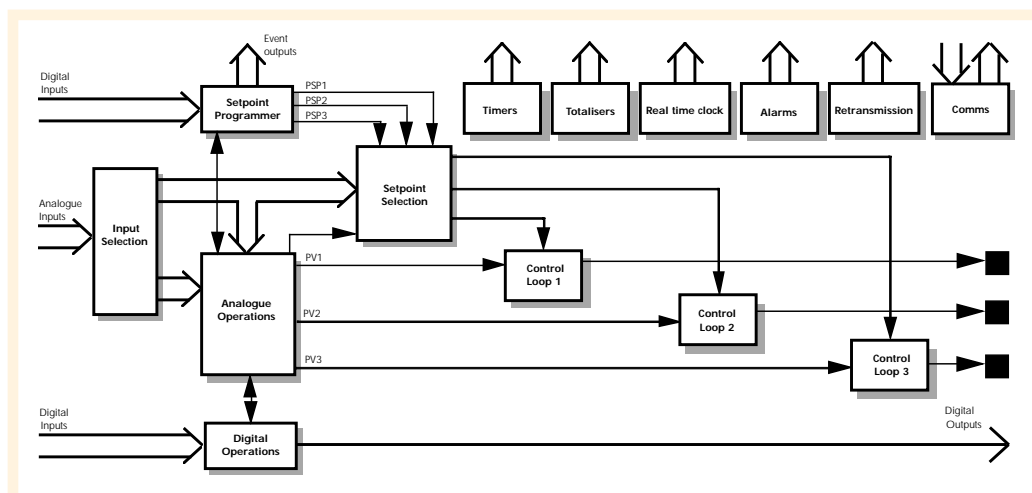 Event
outputs
Digital
Inputs
Setpoint
Programmer
PSP1
PSP2
PSP3
Timers
Totalisers
Real time clock
Alarms
Retransmission
Comms
Setpoint
Selection
Analogue
Inputs
Input
Selection
PV1
Control
Loop 1
Analogue
Operations
PV2
Control
Loop 2
PV3
Control
Loop 3
Digital
Inputs
Digital
Operations
Digital
Outputs